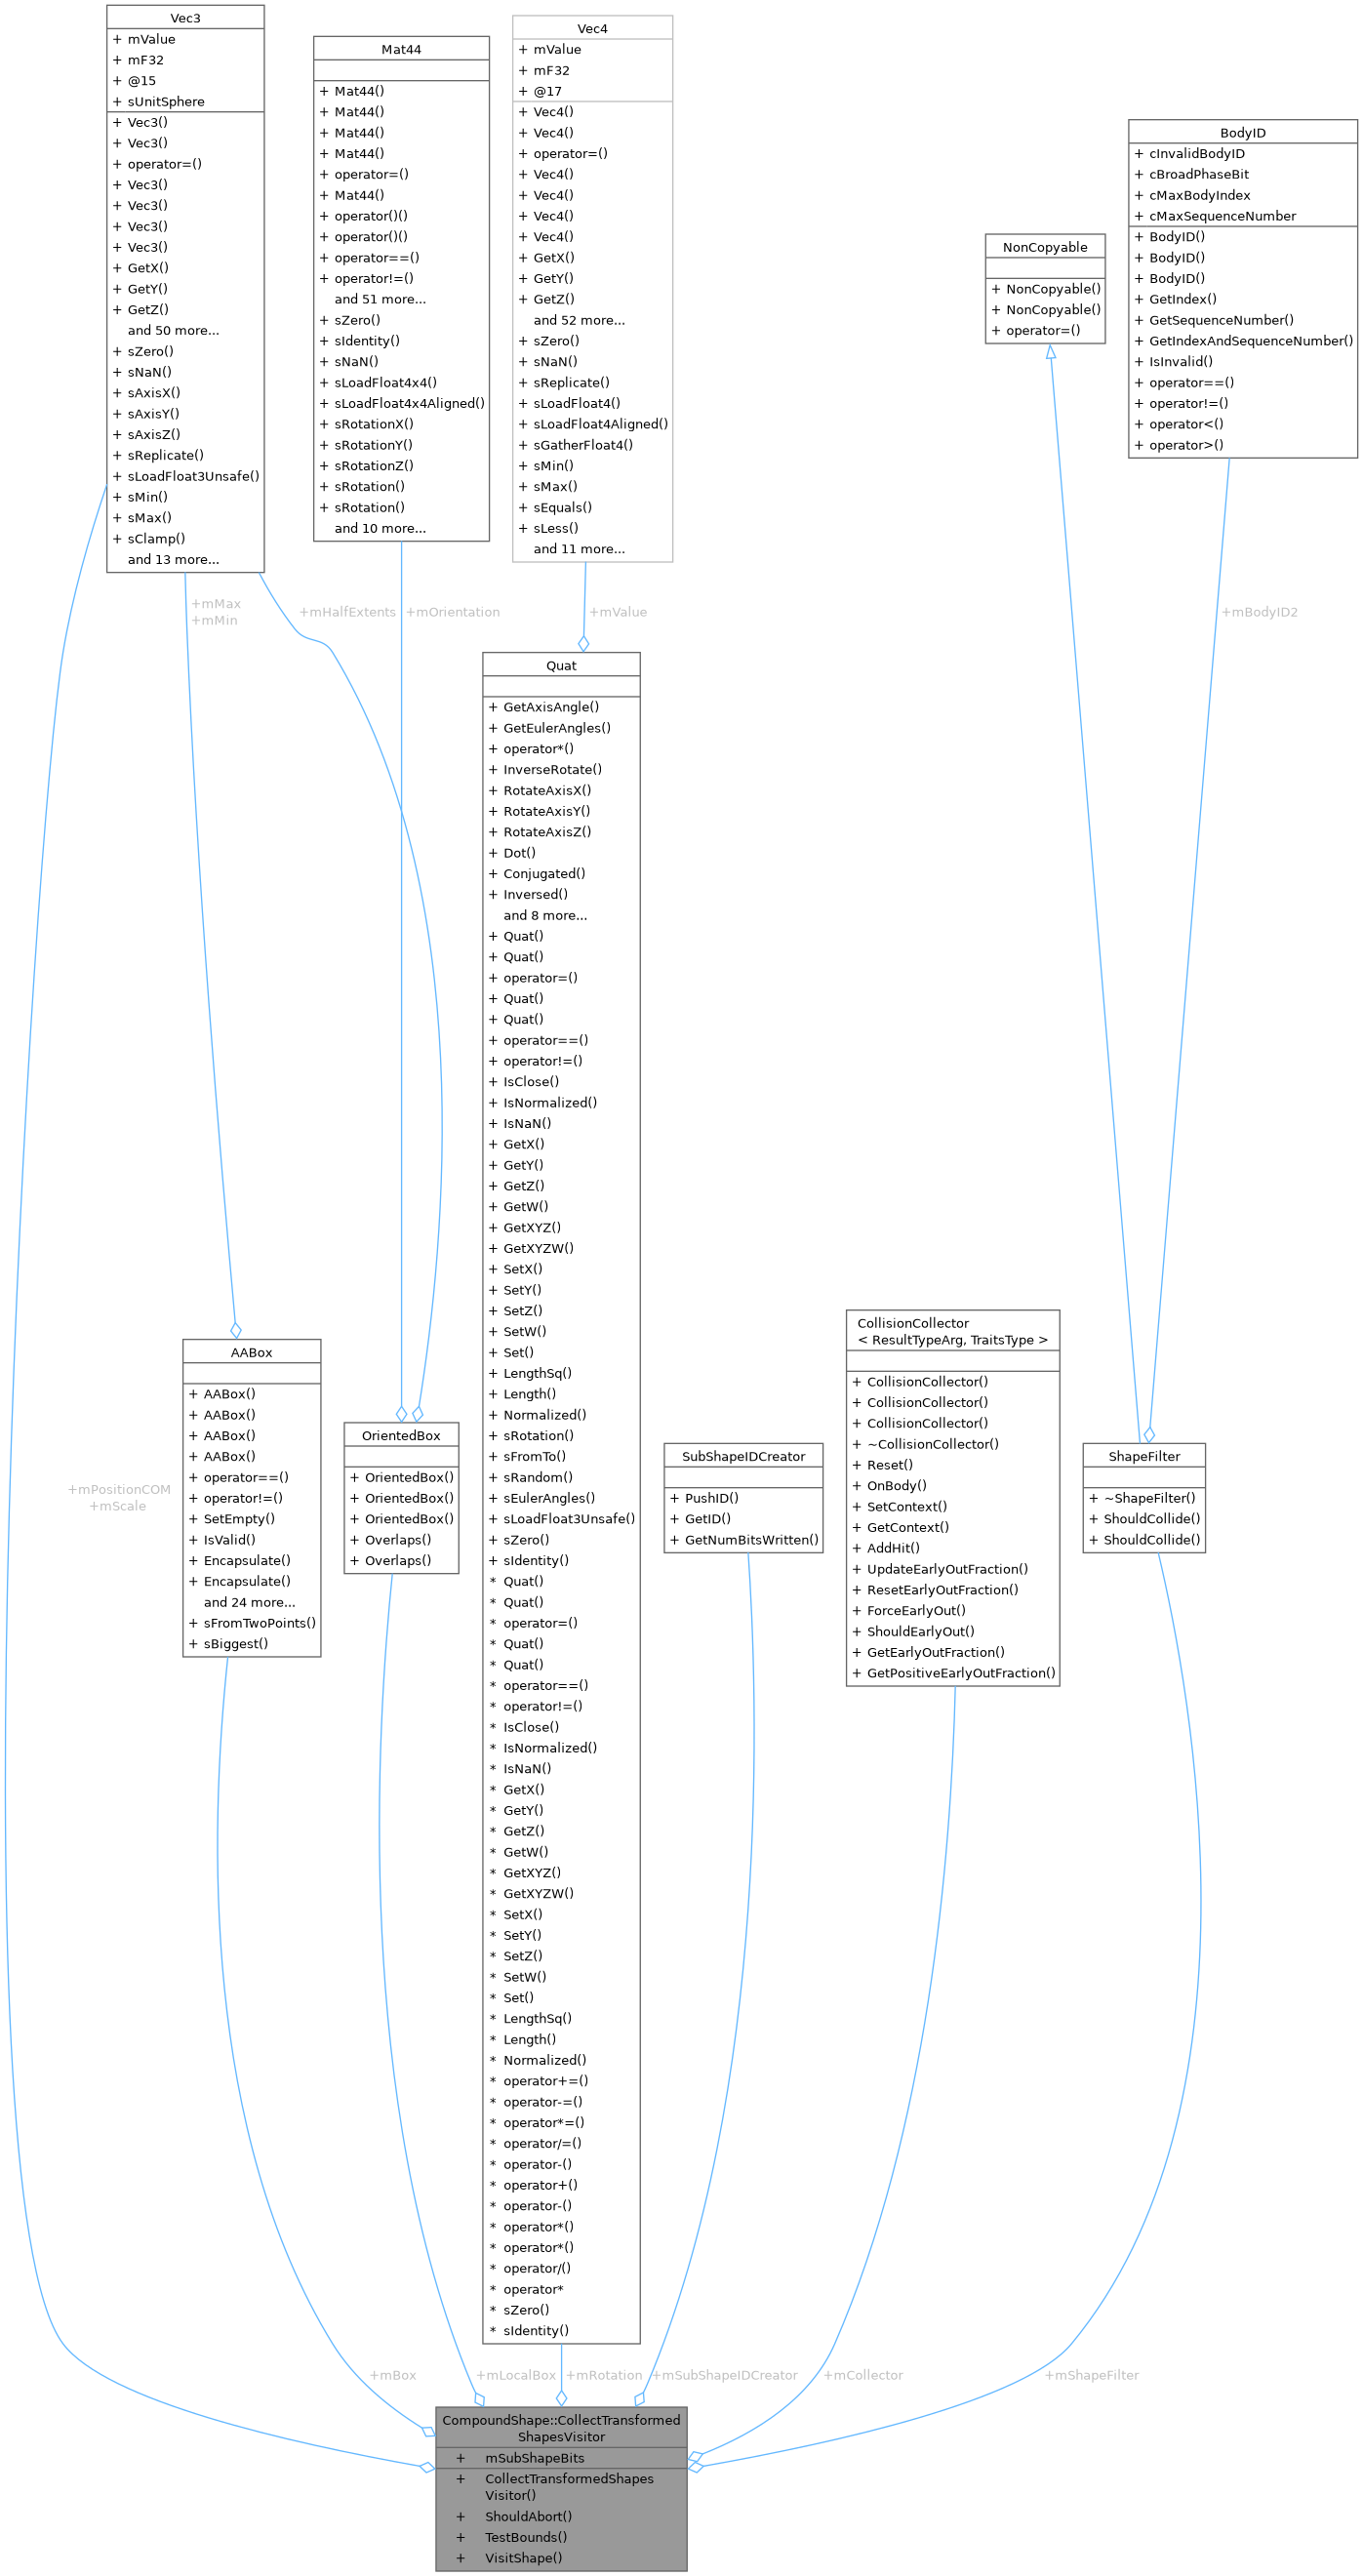 Vec3
+ mValue
+ mF32
+ @15
+ sUnitSphere
+ Vec3()
+ Vec3()
+ operator=()
+ Vec3()
+ Vec3()
+ Vec3()
+ Vec3()
+ GetX()
+ GetY()
+ GetZ()
and 50 more...
+ sZero()
+ sNaN()
+ sAxisX()
+ sAxisY()
+ sAxisZ()
+ sReplicate()
+ sLoadFloat3Unsafe()
+ sMin()
+ sMax()
+ sClamp()
and 13 more...
Mat44
+ Mat44()
+ Mat44()
+ Mat44()
+ Mat44()
+ operator=()
+ Mat44()
+ operator()()
+ operator()()
+ operator==()
+ operator!=()
and 51 more...
+ sZero()
+ sIdentity()
+ sNaN()
+ sLoadFloat4x4()
+ sLoadFloat4x4Aligned()
+ sRotationX()
+ sRotationY()
+ sRotationZ()
+ sRotation()
+ sRotation()
and 10 more...
Vec4
+ mValue
+ mF32
+ @17
+ Vec4()
+ Vec4()
+ operator=()
+ Vec4()
+ Vec4()
+ Vec4()
+ Vec4()
+ GetX()
+ GetY()
+ GetZ()
and 52 more...
+ sZero()
+ sNaN()
+ sReplicate()
+ sLoadFloat4()
+ sLoadFloat4Aligned()
+ sGatherFloat4()
+ sMin()
+ sMax()
+ sEquals()
+ sLess()
and 11 more...
NonCopyable
+ NonCopyable()
+ NonCopyable()
+ operator=()
BodyID
+ cInvalidBodyID
+ cBroadPhaseBit
+ cMaxBodyIndex
+ cMaxSequenceNumber
+ BodyID()
+ BodyID()
+ BodyID()
+ GetIndex()
+ GetSequenceNumber()
+ GetIndexAndSequenceNumber()
+ IsInvalid()
+ operator==()
+ operator!=()
+ operator<()
+ operator>()
+mMax
+mMin
+mHalfExtents
+mOrientation
+mValue
+mBodyID2
Quat
+ GetAxisAngle()
+ GetEulerAngles()
+ operator*()
+ InverseRotate()
+ RotateAxisX()
+ RotateAxisY()
+ RotateAxisZ()
+ Dot()
+ Conjugated()
+ Inversed()
and 8 more...
+ Quat()
+ Quat()
+ operator=()
+ Quat()
+ Quat()
+ operator==()
+ operator!=()
+ IsClose()
+ IsNormalized()
+ IsNaN()
+ GetX()
+ GetY()
+ GetZ()
+ GetW()
+ GetXYZ()
+ GetXYZW()
+ SetX()
+ SetY()
+ SetZ()
+ SetW()
+ Set()
+ LengthSq()
+ Length()
+ Normalized()
+ sRotation()
+ sFromTo()
+ sRandom()
+ sEulerAngles()
+ sLoadFloat3Unsafe()
+ sZero()
+ sIdentity()
* Quat()
* Quat()
* operator=()
* Quat()
* Quat()
* operator==()
* operator!=()
* IsClose()
* IsNormalized()
* IsNaN()
* GetX()
* GetY()
* GetZ()
* GetW()
* GetXYZ()
* GetXYZW()
* SetX()
* SetY()
* SetZ()
* SetW()
* Set()
* LengthSq()
* Length()
* Normalized()
* operator+=()
* operator-=()
* operator*=()
* operator/=()
* operator-()
* operator+()
* operator-()
* operator*()
* operator*()
* operator/()
* operator*
* sZero()
* sIdentity()
+mPositionCOM
+mScale
AABox
+ AABox()
+ AABox()
+ AABox()
+ AABox()
+ operator==()
+ operator!=()
+ SetEmpty()
+ IsValid()
+ Encapsulate()
+ Encapsulate()
and 24 more...
+ sFromTwoPoints()
+ sBiggest()
OrientedBox
+ OrientedBox()
+ OrientedBox()
+ OrientedBox()
+ Overlaps()
+ Overlaps()
SubShapeIDCreator
+ PushID()
+ GetID()
+ GetNumBitsWritten()
CollisionCollector
< ResultTypeArg, TraitsType >
+ CollisionCollector()
+ CollisionCollector()
+ CollisionCollector()
+ ~CollisionCollector()
+ Reset()
+ OnBody()
+ SetContext()
+ GetContext()
+ AddHit()
+ UpdateEarlyOutFraction()
+ ResetEarlyOutFraction()
+ ForceEarlyOut()
+ ShouldEarlyOut()
+ GetEarlyOutFraction()
+ GetPositiveEarlyOutFraction()
ShapeFilter
+ ~ShapeFilter()
+ ShouldCollide()
+ ShouldCollide()
+mBox
+mLocalBox
+mRotation
+mSubShapeIDCreator
+mCollector
+mShapeFilter
CompoundShape::CollectTransformed
ShapesVisitor
+ mSubShapeBits
+ CollectTransformedShapes
Visitor()
+ ShouldAbort()
+ TestBounds()
+ VisitShape()